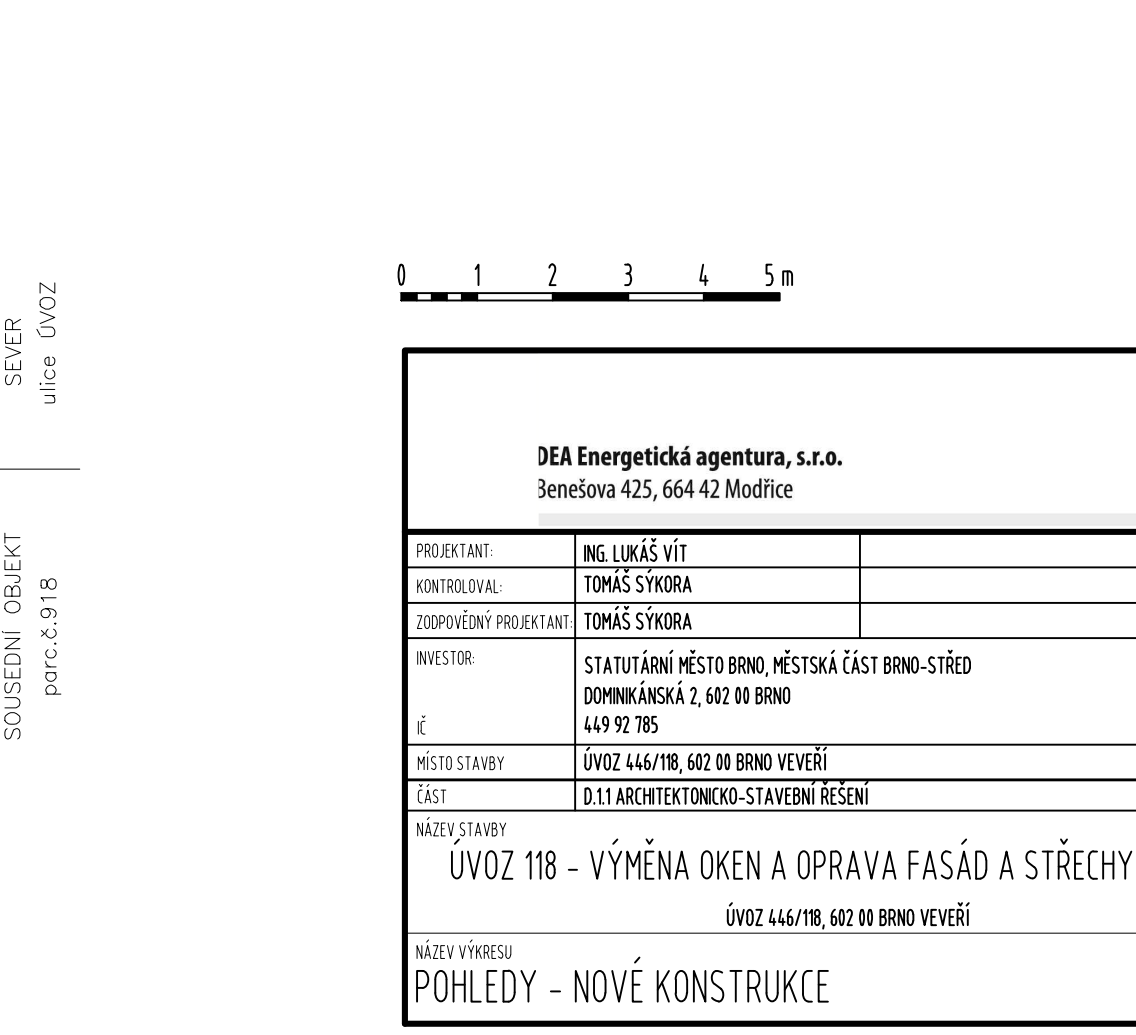 SEVER
ulice ÚVOZ
SOUSEDNÍ OBJEKT
parc.č.918
0 1 2 3 4 5 m
DEA Energetická agentura, s.r.o.
Benešova 425, 664 42 Modřice
PROJEKTANT: ING. LUKÁŠ VÍT
KONTROLOVAL: TOMÁŠ SÝKORA
ZODPOVĚDNÝ PROJEKTANT: TOMÁŠ SÝKORA
INVESTOR: STATUTÁRNÍ MĚSTO BRNO, MĚSTSKÁ ČÁST BRNO-STŘED
DOMINIKÁNSKÁ 2, 602 00 BRNO
IČ 449 92 785
MÍSTO STAVBY ÚVOZ 446/118, 602 00 BRNO VEVEŘÍ
ČÁST D.1.1 ARCHITEKTONICKO-STAVEBNÍ ŘEŠENÍ
NÁZEV STAVBY
ÚVOZ 118 - VÝMĚNA OKEN A OPRAVA FASÁD A STŘECHY
ÚVOZ 446/118, 602 00 BRNO VEVEŘÍ
NÁZEV VÝKRESU
POHLEDY - NOVÉ KONSTRUKCE